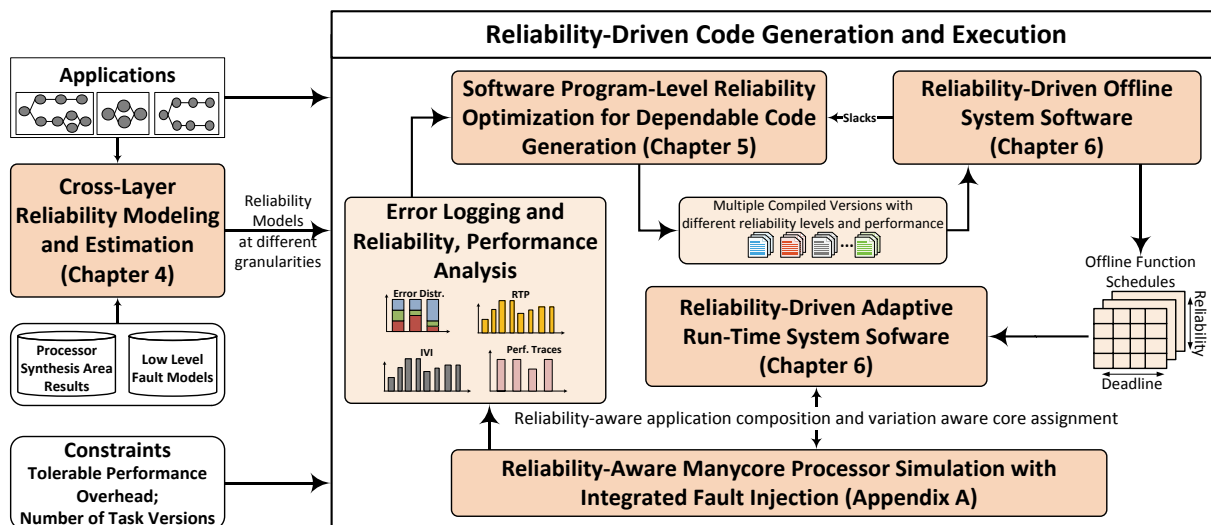 Reliability-Driven Code Generation and Execution
Applications
Cross-Layer
Reliability Modeling
and Estimation
(Chapter 4)
Processor
Synthesis Area
Results
Low Level
Fault Models
Constraints
Tolerable Performance
Overhead;
Number of Task Versions
Reliability
Models
at different
granularities
Software Program-Level Reliability
Optimization for Dependable Code
Generation (Chapter 5)
Slacks
Reliability-Driven Offline
System Software
(Chapter 6)
Multiple Compiled Versions with
different reliability levels and performance
Error Logging and
Reliability, Performance
Analysis
Error Distr.
RTP
IVI
Perf. Traces
Reliability-Driven Adaptive
Run-Time System Sofware
(Chapter 6)
Offline Function
Schedules
Reliability
Deadline
Reliability-aware application composition and variation aware core assignment
Reliability-Aware Manycore Processor Simulation with
Integrated Fault Injection (Appendix A)